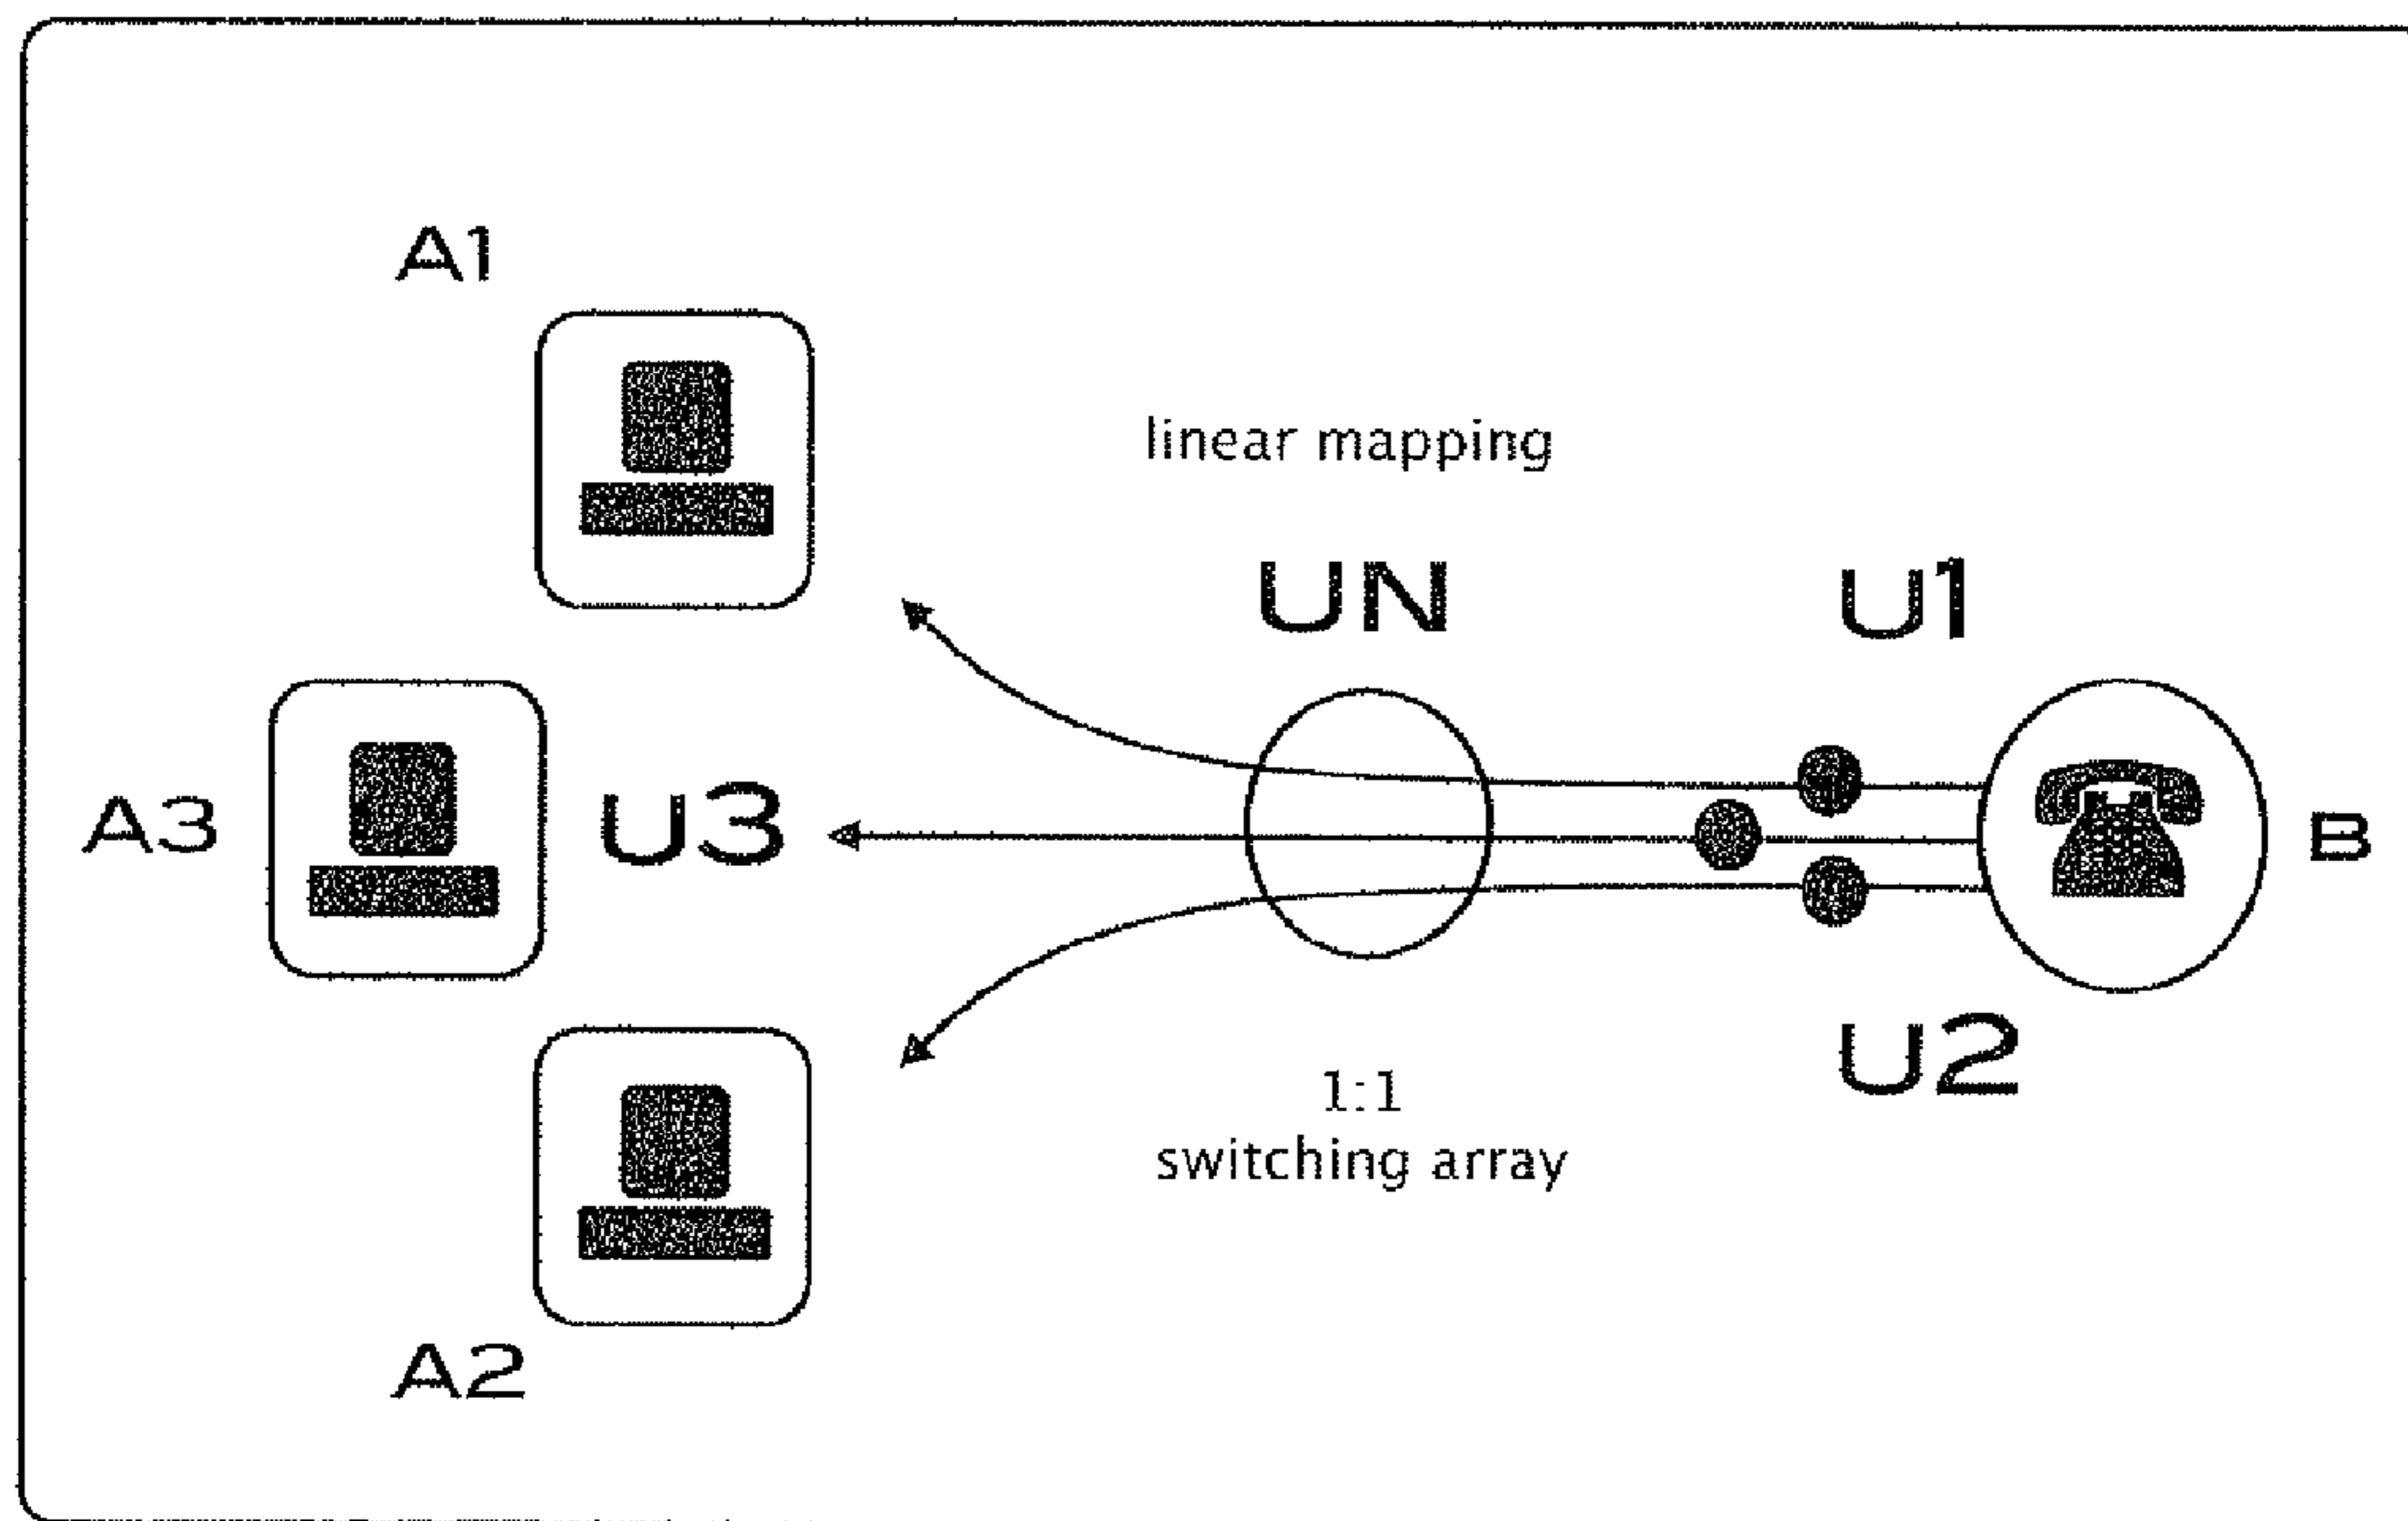 A1
linear mapping
UN
U1
A3
U3
B
U2
1:1
switching array
A2